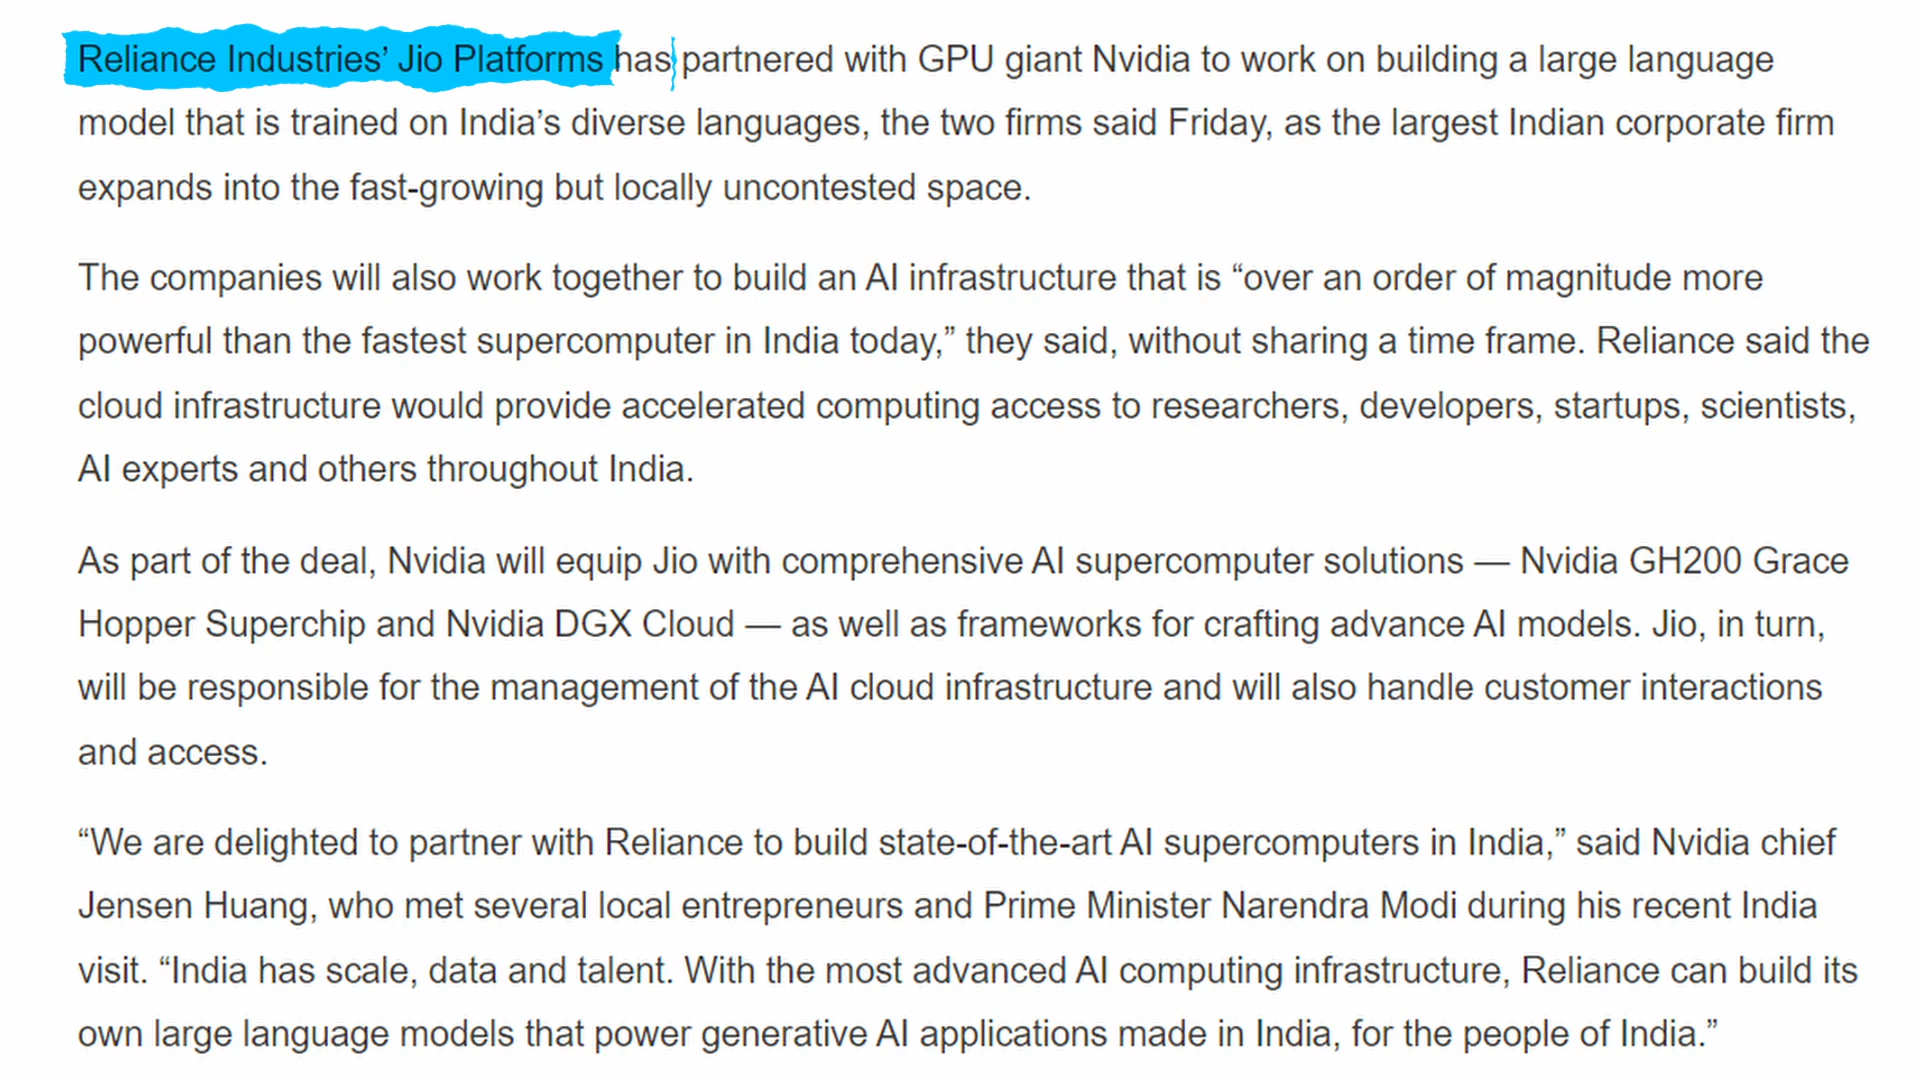 Reliance Industries’ Jio Platforms has partnered with GPU giant Nvidia to work on building a large language
model that is trained on India’s diverse languages, the two firms said Friday, as the largest Indian corporate firm
expands into the fast-growing but locally uncontested space.
The companies will also work together to build an AI infrastructure that is “over an order of magnitude more
powerful than the fastest supercomputer in India today,” they said, without sharing a time frame. Reliance said the
cloud infrastructure would provide accelerated computing access to researchers, developers, startups, scientists,
AI experts and others throughout India.
As part of the deal, Nvidia will equip Jio with comprehensive AI supercomputer solutions — Nvidia GH200 Grace
Hopper Superchip and Nvidia DGX Cloud — as well as frameworks for crafting advance AI models. Jio, in turn,
will be responsible for the management of the AI cloud infrastructure and will also handle customer interactions
and access.
“We are delighted to partner with Reliance to build state-of-the-art AI supercomputers in India,” said Nvidia chief
Jensen Huang, who met several local entrepreneurs and Prime Minister Narendra Modi during his recent India
visit. “India has scale, data and talent. With the most advanced AI computing infrastructure, Reliance can build its
own large language models that power generative AI applications made in India, for the people of India.”